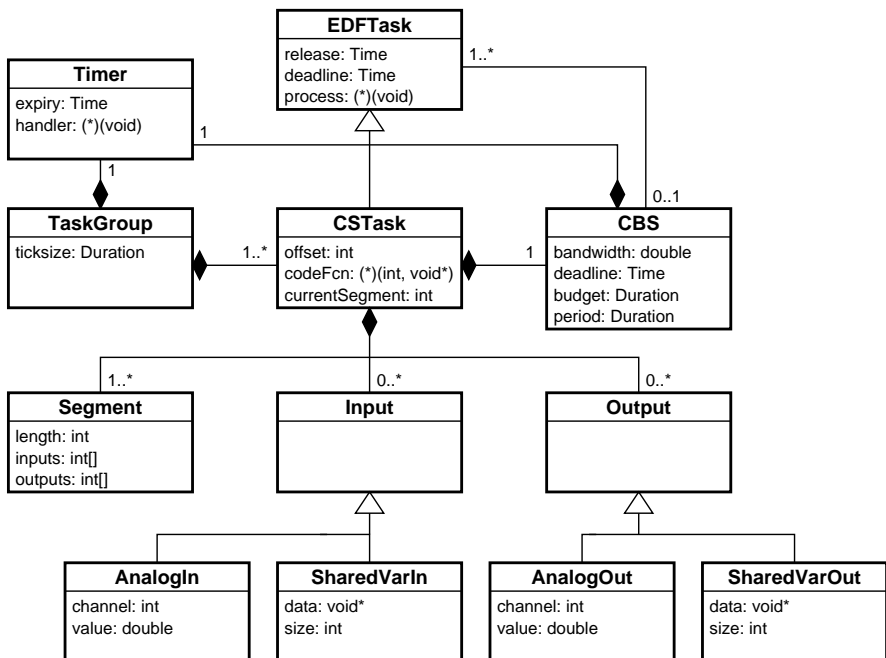 EDFTask
release: Time
deadline: Time
process: (*)(void)
1..*
Timer
expiry: Time
handler: (*)(void)
1
1
0..1
TaskGroup
ticksize: Duration
1..*
CSTask
offset: int
codeFcn: (*)(int, void*)
currentSegment: int
1
CBS
bandwidth: double
deadline: Time
budget: Duration
period: Duration
1..*
0..*
0..*
Segment
length: int
inputs: int[]
outputs: int[]
Input
Output
AnalogIn
channel: int
value: double
SharedVarIn
data: void*
size: int
AnalogOut
channel: int
value: double
SharedVarOut
data: void*
size: int